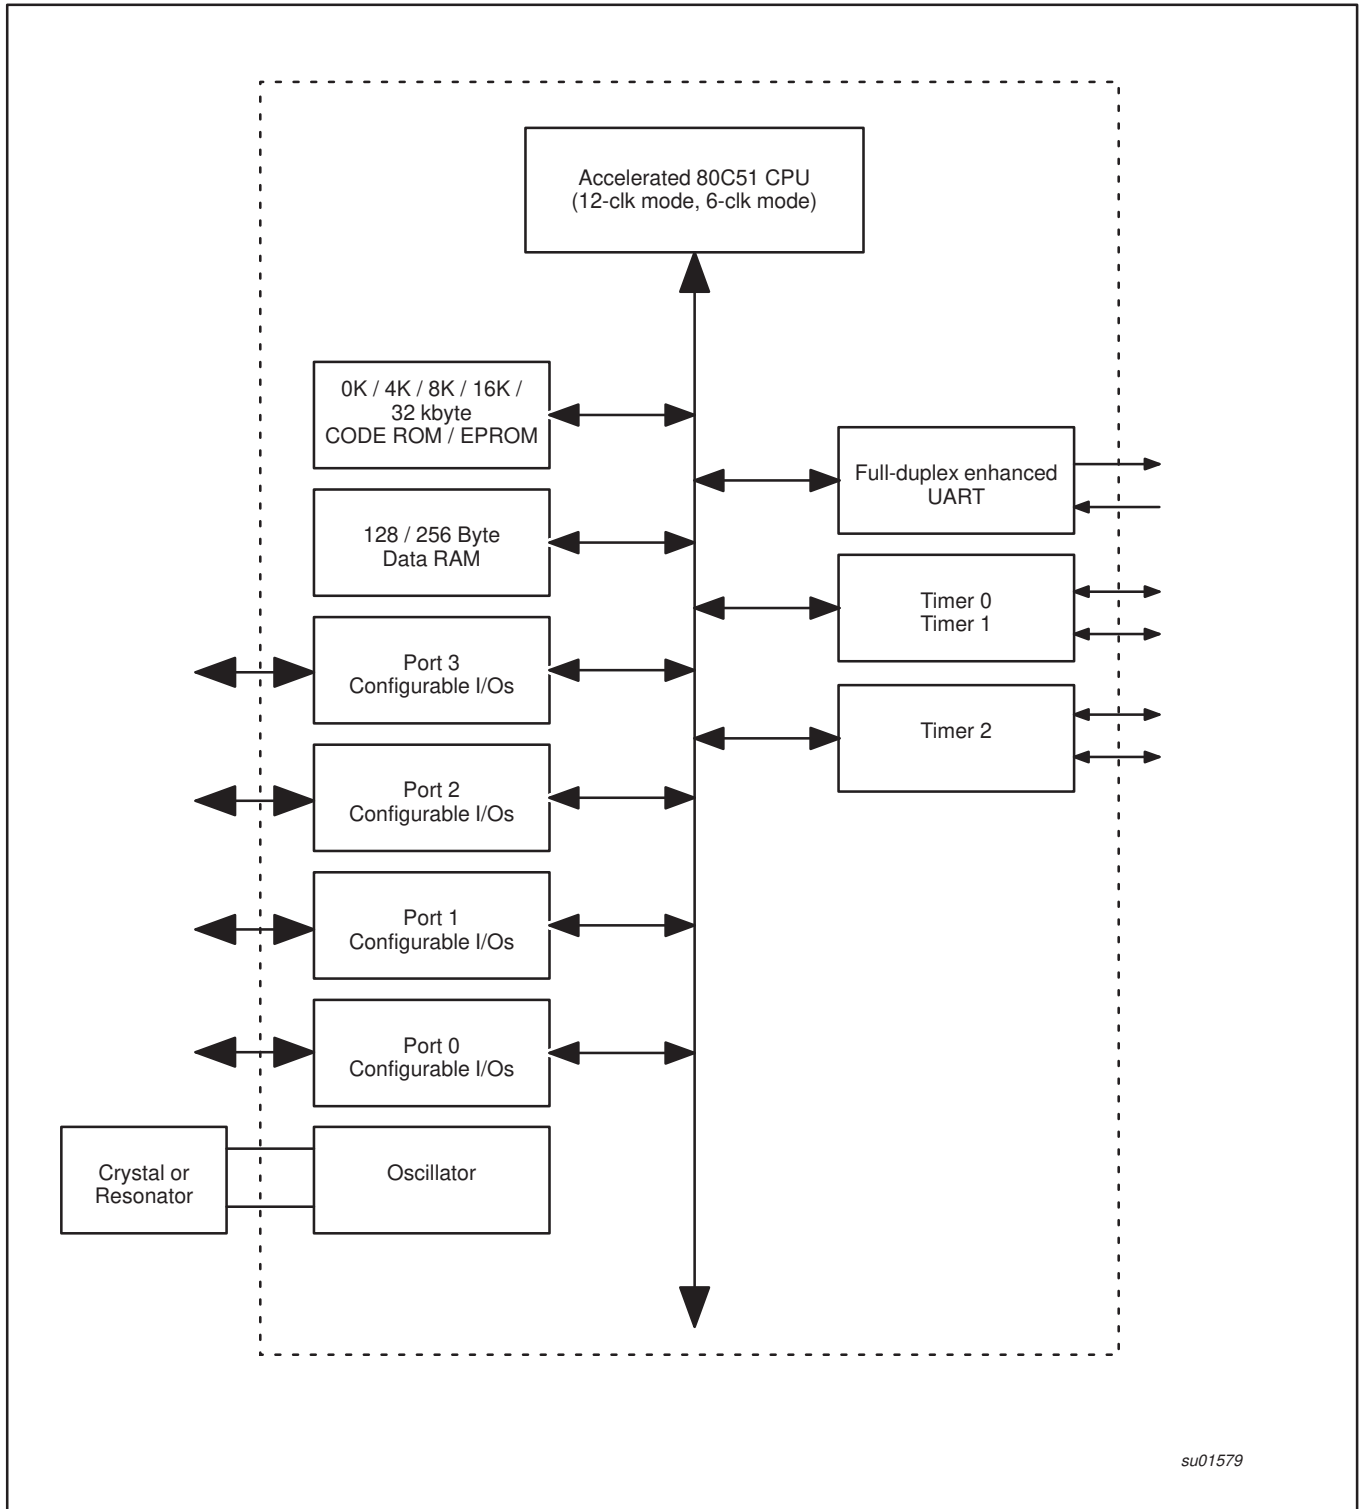 Accelerated 80C51 CPU
(12-clk mode, 6-clk mode)
0K / 4K / 8K / 16K /
32 kbyte
CODE ROM / EPROM
Full-duplex enhanced
UART
128 / 256 Byte
Data RAM
Timer 0
Timer 1
Port 3
Configurable I/Os
Timer 2
Port 2
Configurable I/Os
Port 1
Configurable I/Os
Port 0
Configurable I/Os
Crystal or
Resonator
Oscillator
su01579